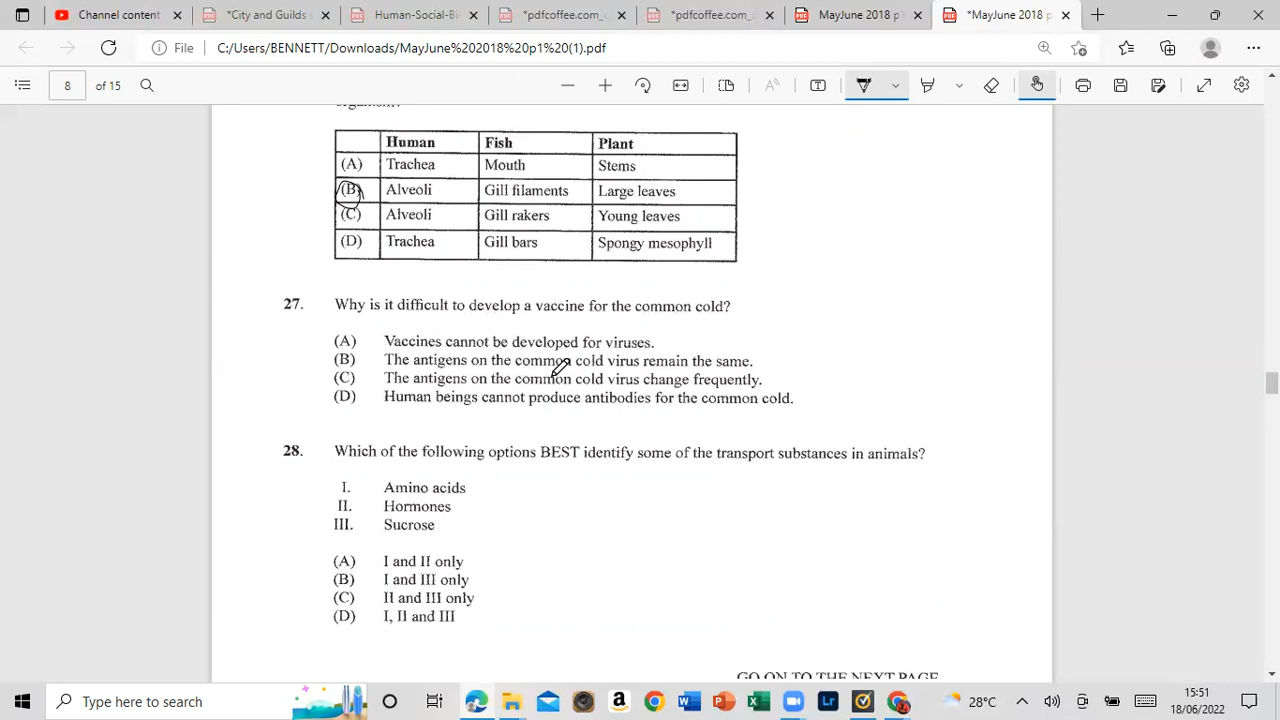 Channel content
*City and Guilds
Human-Social-Bi
*pdfcoffee.com_c
*pdfcoffee.com_
MayJune 2018 p1
*MayJune 2018 p
File
C:/Users/BENNETT/Downloads/MayJune%202018%20p1%20(1).pdf
8 of 15
Human Fish Plant
(A) Trachea Mouth Stems
(B) Alveoli Gill filaments Large leaves
(C) Alveoli Gill rakers Young leaves
(D) Trachea Gill bars Spongy mesophyll
27. Why is it difficult to develop a vaccine for the common cold?
(A) Vaccines cannot be developed for viruses.
(B) The antigens on the common cold virus remain the same.
(C) The antigens on the common cold virus change frequently.
(D) Human beings cannot produce antibodies for the common cold.
28. Which of the following options BEST identify some of the transport substances in animals?
I. Amino acids
II. Hormones
III. Sucrose
(A) I and II only
(B) I and III only
(C) II and III only
(D) I, II and III
GO ON TO THE NEXT PAGE
Type here to search
28°C
15:51
18/06/2022